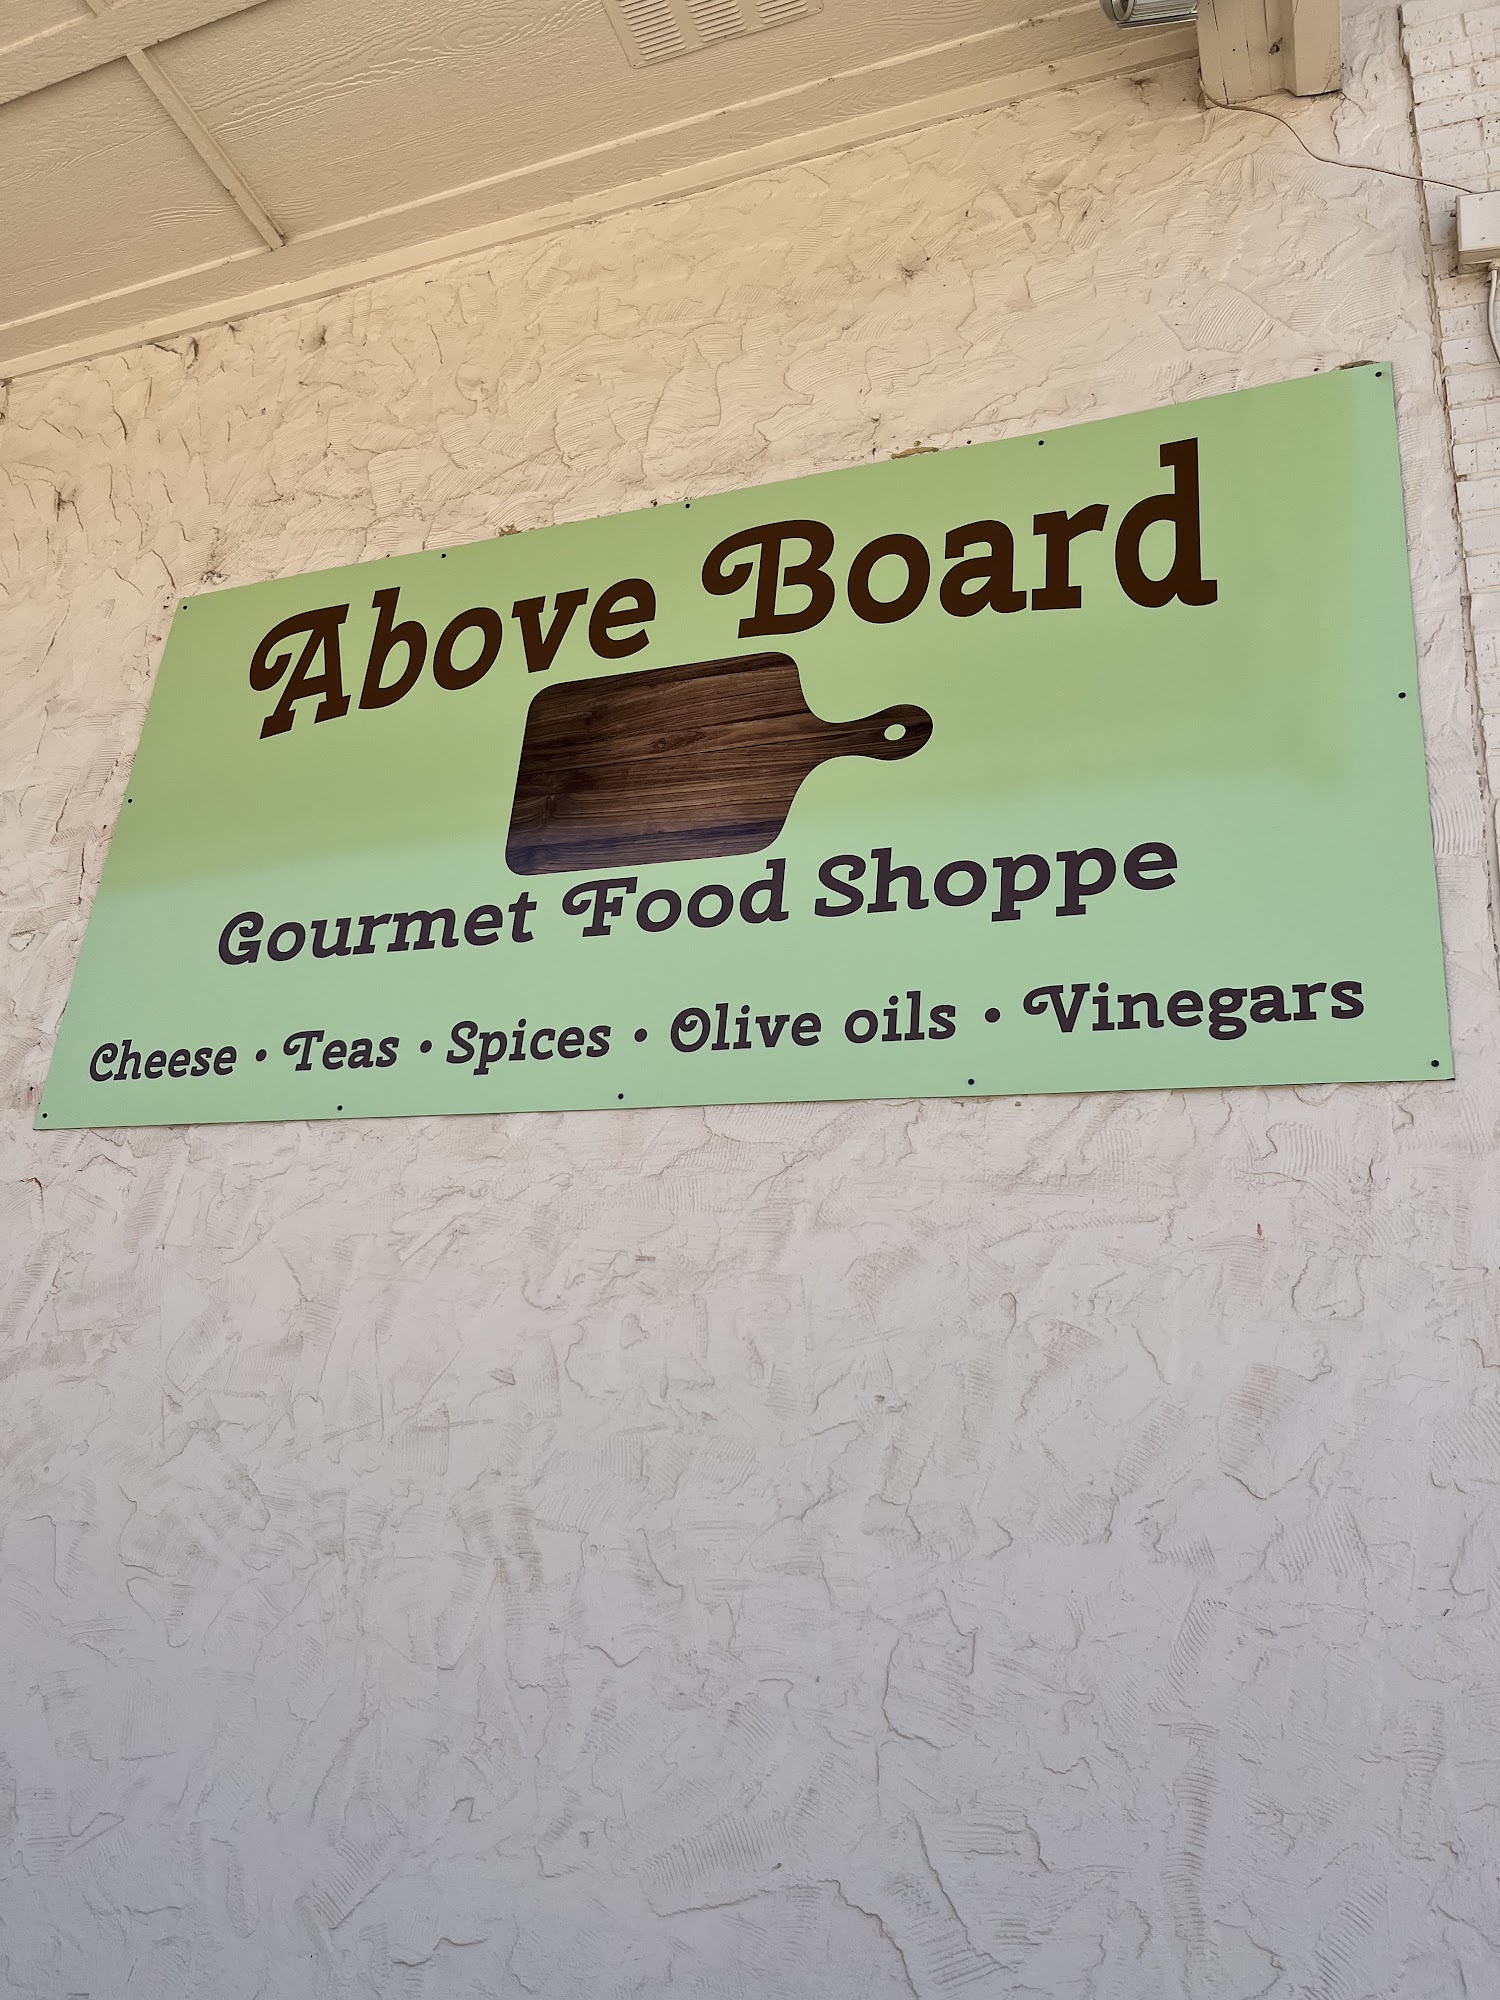 Above Board
Gourmet Food Shoppe
Cheese • Teas • Spices • Olive oils • Vinegars